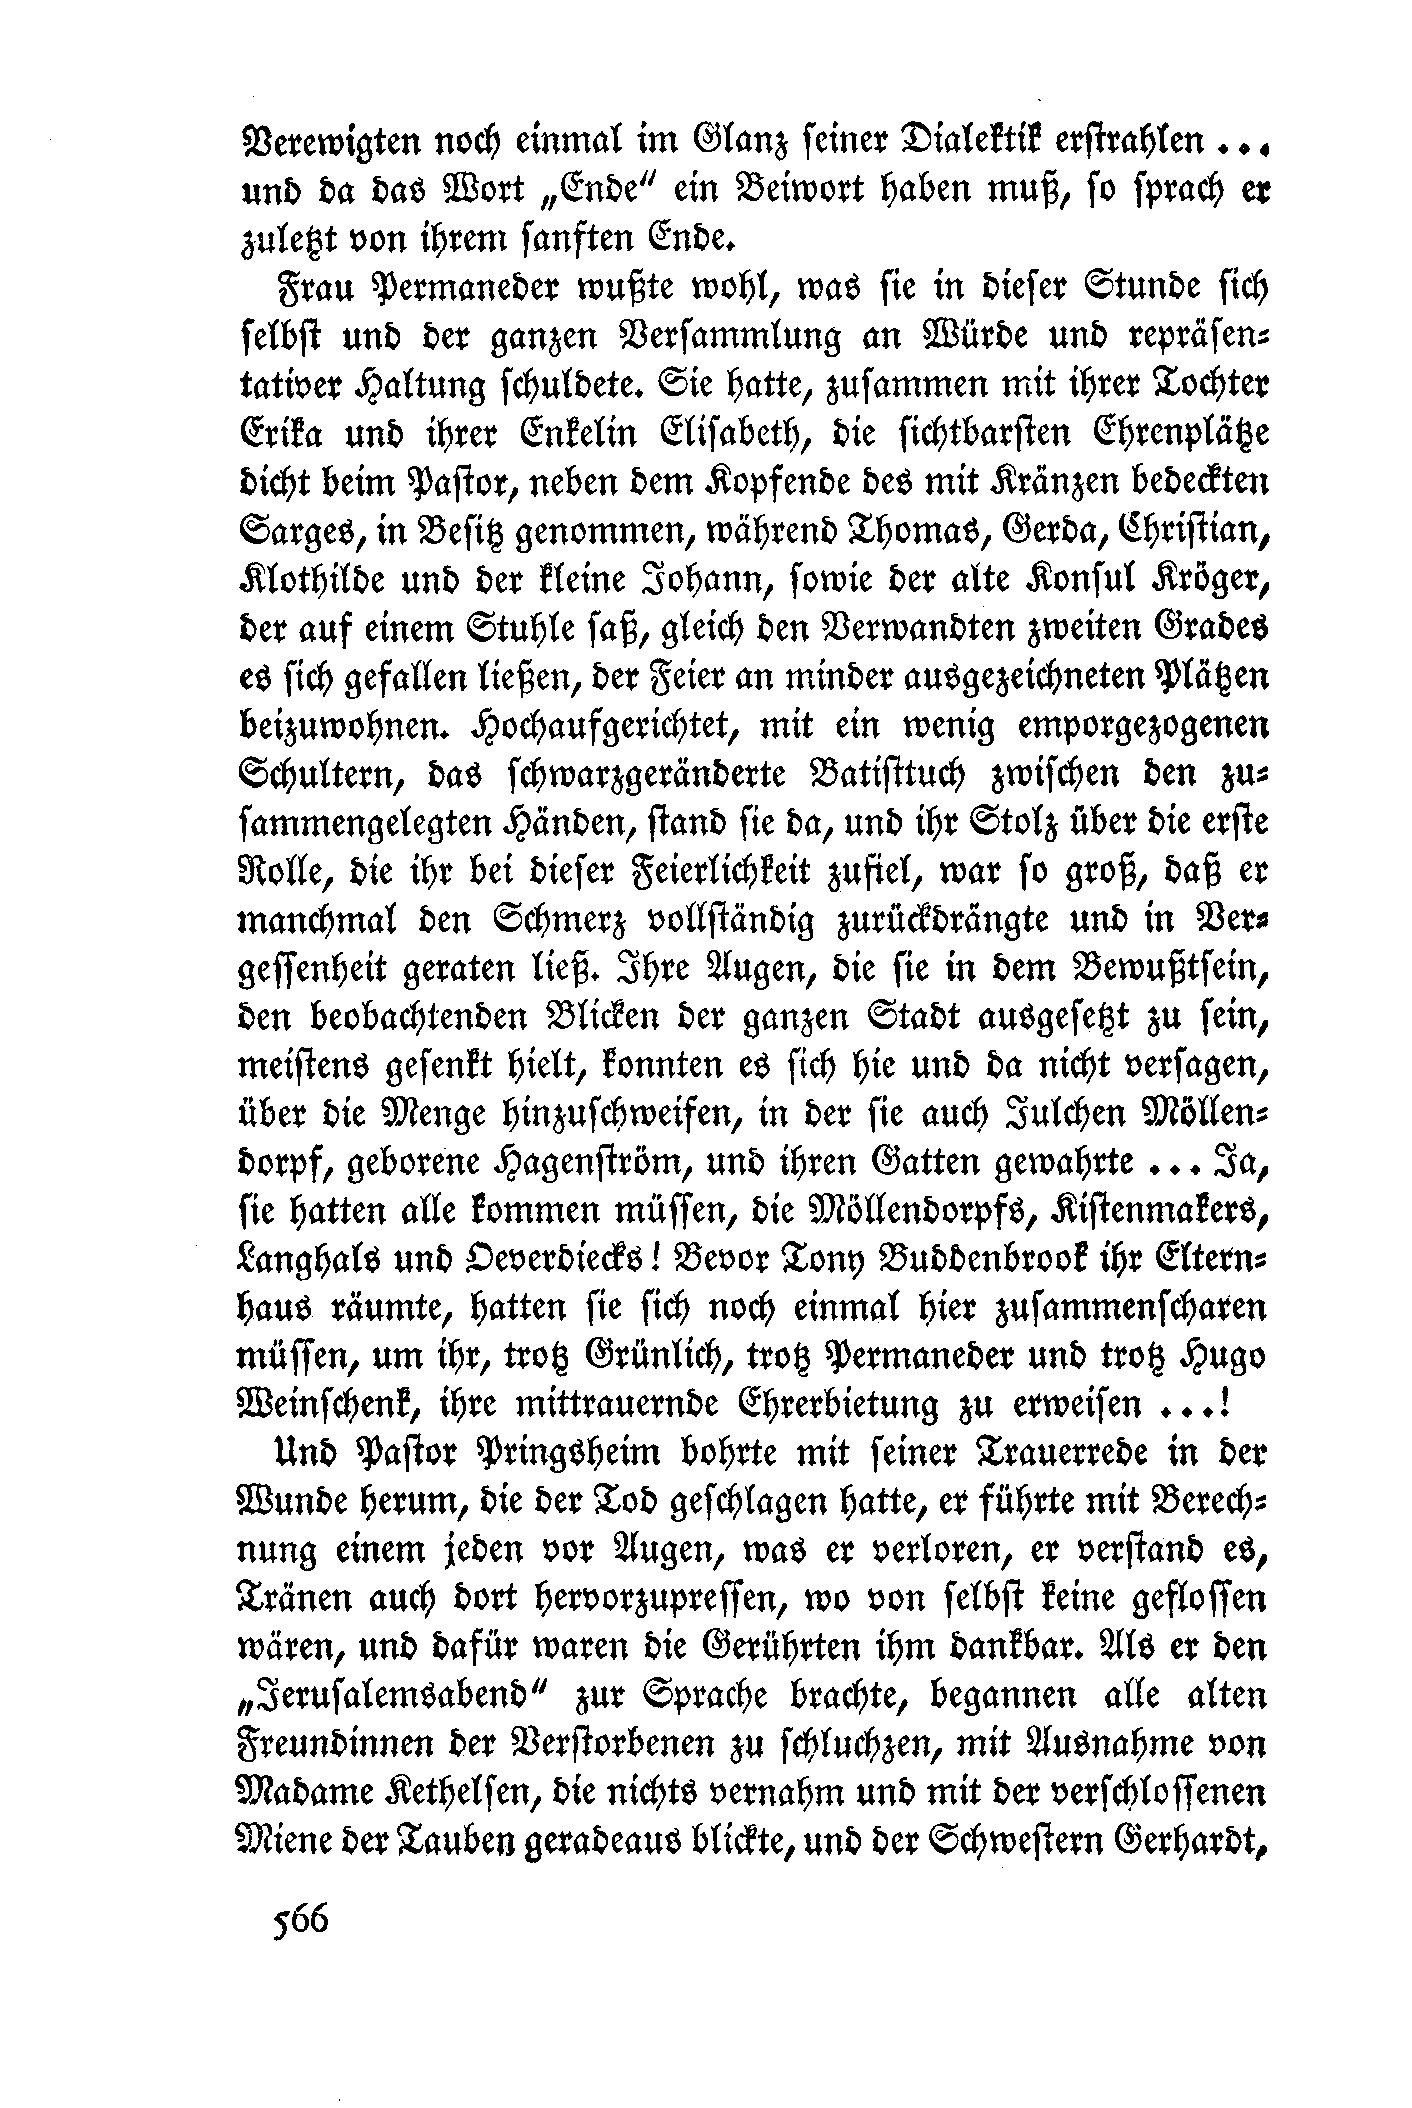 Verewigten noch einmal im Glanz seiner Dialektik erstrahlen ...
und da das Wort „Ende“ ein Beiwort haben muß, so sprach er
zuletzt von ihrem sanften Ende.
Frau Permaneder wußte wohl, was sie in dieser Stunde sich
selbst und der ganzen Versammlung an Würde und repräsen-
tativer Haltung schuldete. Sie hatte, zusammen mit ihrer Tochter
Erika und ihrer Enkelin Elisabeth, die sichtbarsten Ehrenplätze
dicht beim Pastor, neben dem Kopfende des mit Kränzen bedeckten
Sarges, in Besitz genommen, während Thomas, Gerda, Christian,
Klothilde und der kleine Johann, sowie der alte Konsul Kröger,
der auf einem Stuhle saß, gleich den Verwandten zweiten Grades
es sich gefallen ließen, der Feier an minder ausgezeichneten Plätzen
beizuwohnen. Hochaufgerichtet, mit ein wenig emporgezogenen
Schultern, das schwarzgeränderte Batisttuch zwischen den zu-
sammengelegten Händen, stand sie da, und ihr Stolz über die erste
Rolle, die ihr bei dieser Feierlichkeit zufiel, war so groß, daß er
manchmal den Schmerz vollständig zurückdrängte und in Ver-
gessenheit geraten ließ. Ihre Augen, die sie in dem Bewußtsein,
den beobachtenden Blicken der ganzen Stadt ausgesetzt zu sein,
meistens gesenkt hielt, konnten es sich hie und da nicht versagen,
über die Menge hinzuschweifen, in der sie auch Julchen Möllen-
dorpf, geborene Hagenström, und ihren Gatten gewahrte ... Ja,
sie hatten alle kommen müssen, die Möllendorpfs, Kistenmakers,
Langhals und Oeverdiecks! Bevor Tony Buddenbrook ihr Eltern-
haus räumte, hatten sie sich noch einmal hier zusammenscharen
müssen, um ihr, trotz Grünlich, trotz Permaneder und trotz Hugo
Weinschenk, ihre mittrauernde Ehrerbietung zu erweisen ...!
Und Pastor Pringsheim bohrte mit seiner Trauerrede in der
Wunde herum, die der Tod geschlagen hatte, er führte mit Berech-
nung einem jeden vor Augen, was er verloren, er verstand es,
Tränen auch dort hervorzupressen, wo von selbst keine geflossen
wären, und dafür waren die Gerührten ihm dankbar. Als er den
„Jerusalemsabend“ zur Sprache brachte, begannen alle alten
Freundinnen der Verstorbenen zu schluchzen, mit Ausnahme von
Madame Kethelsen, die nichts vernahm und mit der verschlossenen
Miene der Tauben geradeaus blickte, und der Schwestern Gerhardt,
566